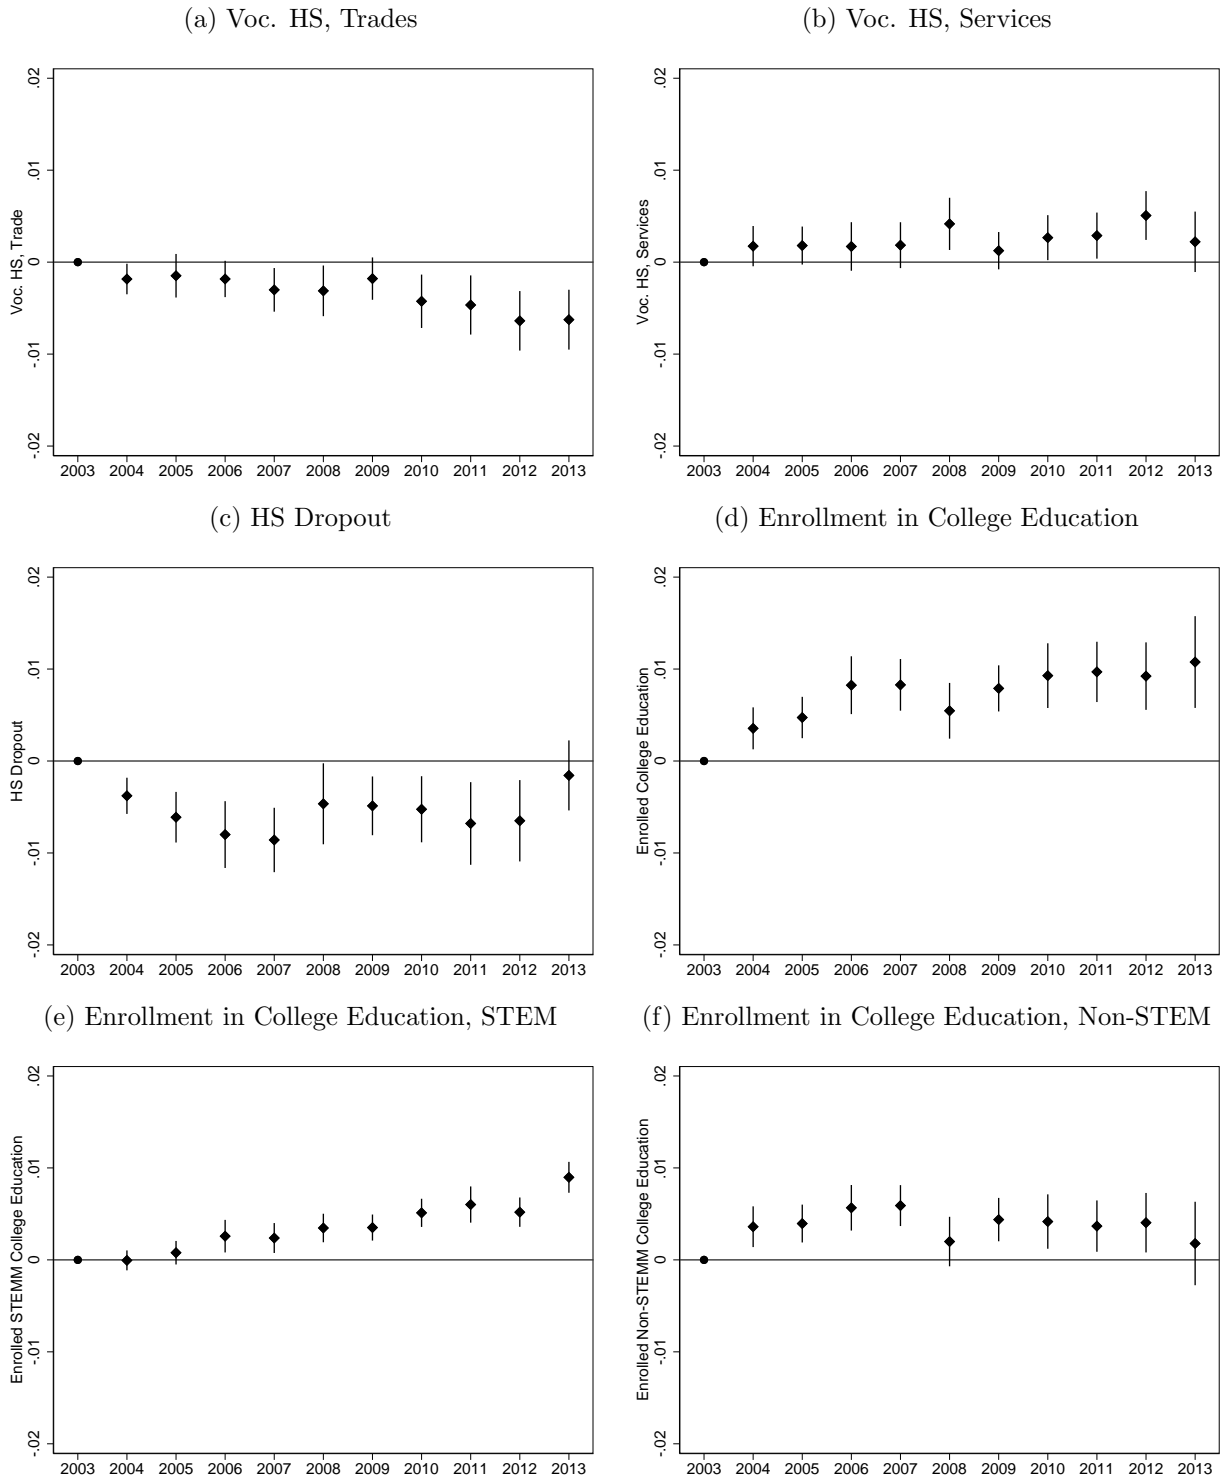 (a) Voc. HS, Trades
(b) Voc. HS, Services
Voc. HS, Trade
.02
.01
0
-.01
-.02
2003 2004 2005 2006 2007 2008 2009 2010 2011 2012 2013
Voc. HS, Services
.02
.01
0
-.01
-.02
2003 2004 2005 2006 2007 2008 2009 2010 2011 2012 2013
(c) HS Dropout
(d) Enrollment in College Education
HS Dropout
.02
.01
0
-.01
-.02
2003 2004 2005 2006 2007 2008 2009 2010 2011 2012 2013
Enrolled College Education
.02
.01
0
-.01
-.02
2003 2004 2005 2006 2007 2008 2009 2010 2011 2012 2013
(e) Enrollment in College Education, STEM
(f) Enrollment in College Education, Non-STEM
Enrolled STEMM College Education
.02
.01
0
-.01
-.02
2003 2004 2005 2006 2007 2008 2009 2010 2011 2012 2013
Enrolled Non-STEMM College Education
.02
.01
0
-.01
-.02
2003 2004 2005 2006 2007 2008 2009 2010 2011 2012 2013